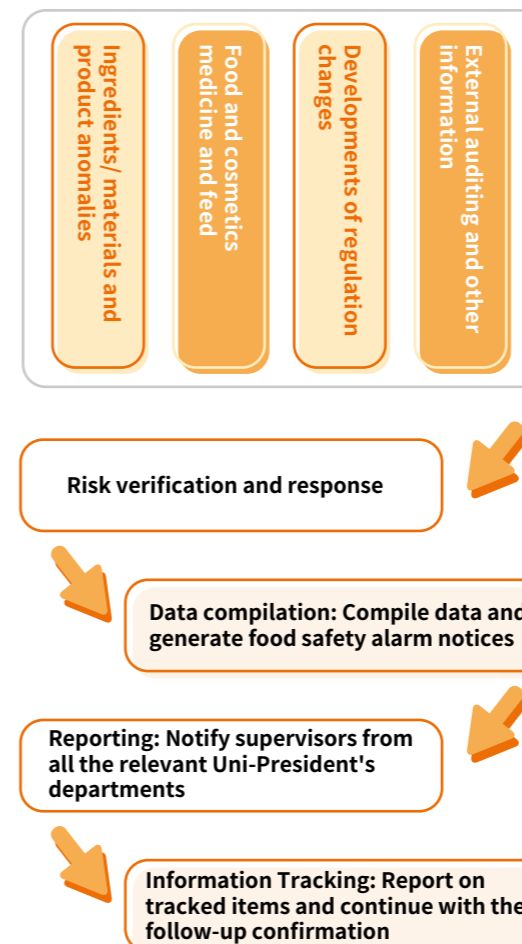 Ingredients/ materials and
product anomalies
Food and cosmetics
medicine and feed
Developments of regulation
changes
External auditing and other
information
Risk verification and response
Data compilation: Compile data and
generate food safety alarm notices
Reporting: Notify supervisors from
all the relevant Uni-President's
departments
Information Tracking: Report on
tracked items and continue with the
follow-up confirmation